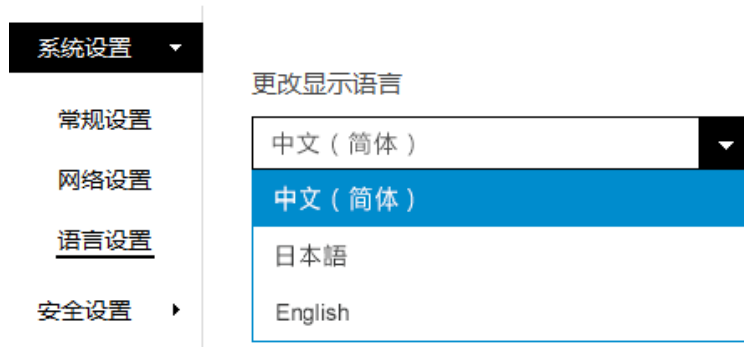 系统设置
常规设置
网络设置
语言设置
安全设置
更改显示语言
中文（简体）
中文（简体）
日本語
English